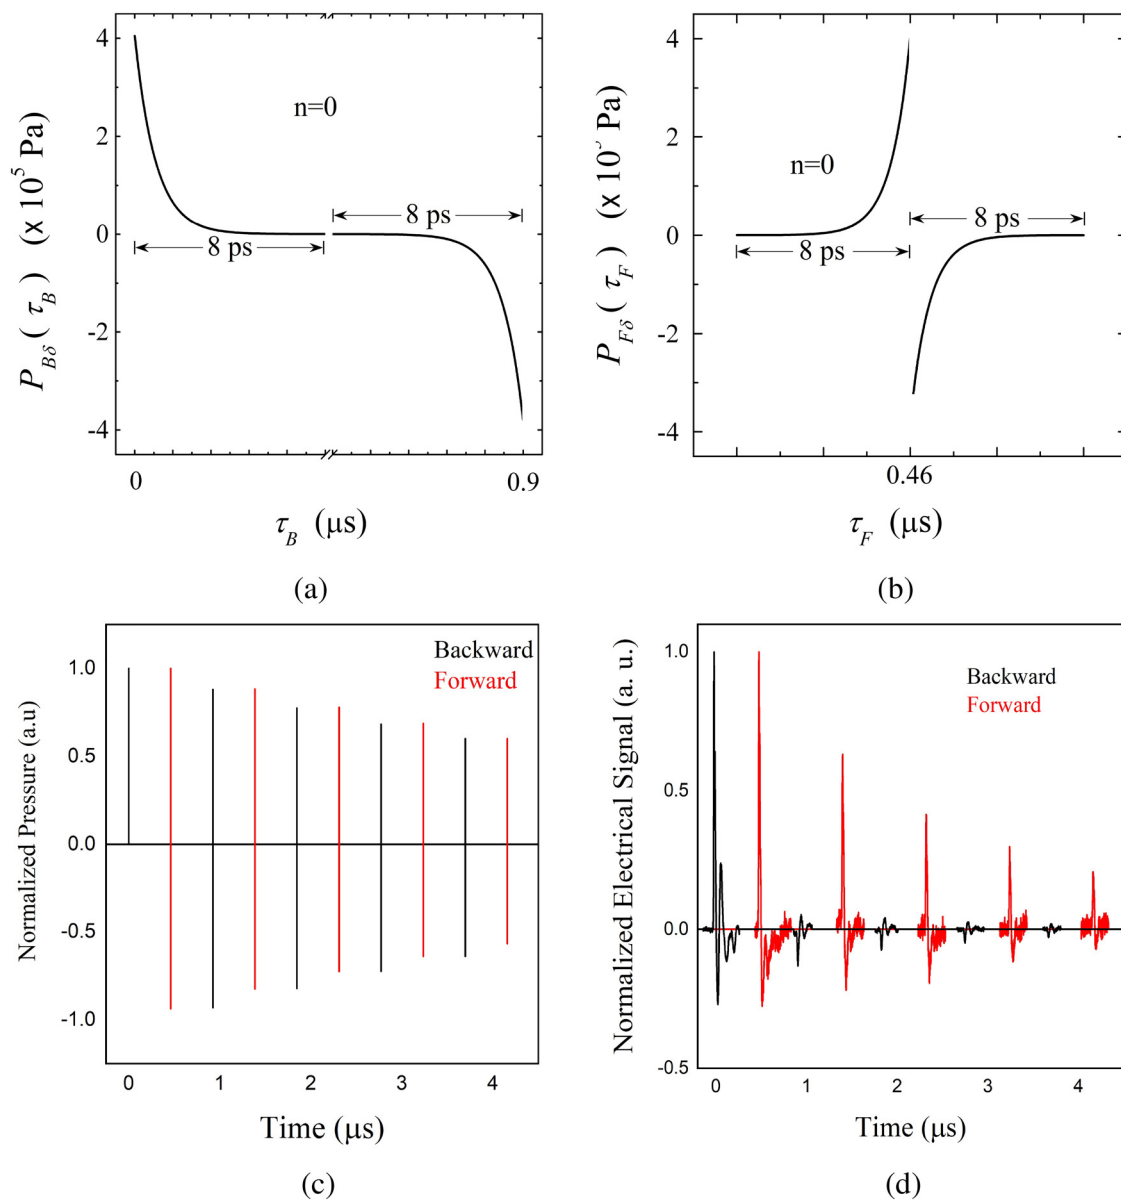 4
2
0
-2
-4
P_Bδ ( τ_B ) (x 10^5 Pa)
n=0
8 ps
8 ps
0
0.9
τ_B (μs)
(a)
4
2
0
-2
-4
P_Fδ ( τ_F ) (x 10 Pa)
n=0
8 ps
8 ps
0.46
τ_F (μs)
(b)
1.0
0.5
0.0
-0.5
-1.0
Normalized Pressure (a.u)
Backward
Forward
0 1 2 3 4
Time (μs)
(c)
1.0
0.5
0.0
-0.5
Normalized Electrical Signal (a. u.)
Backward
Forward
0 1 2 3 4
Time (μs)
(d)